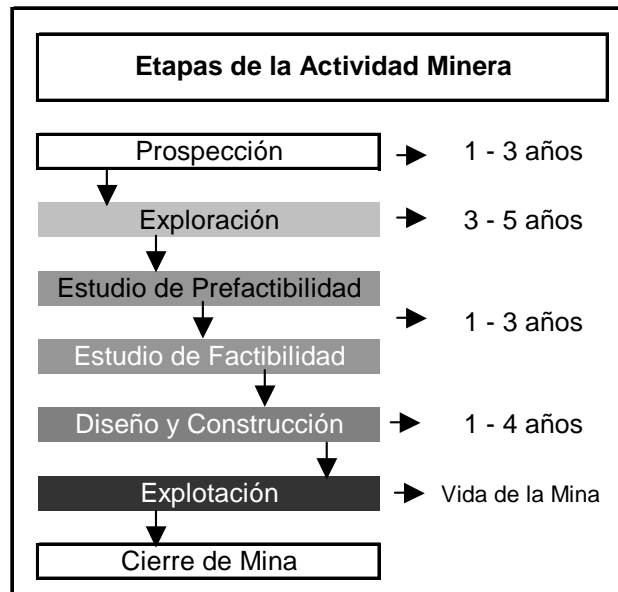 Etapas de la Actividad Minera
Prospección
1 - 3 años
Exploración
3 - 5 años
Estudio de Prefactibilidad
1 - 3 años
Estudio de Factibilidad
Diseño y Construcción
1 - 4 años
Explotación
Vida de la Mina
Cierre de Mina